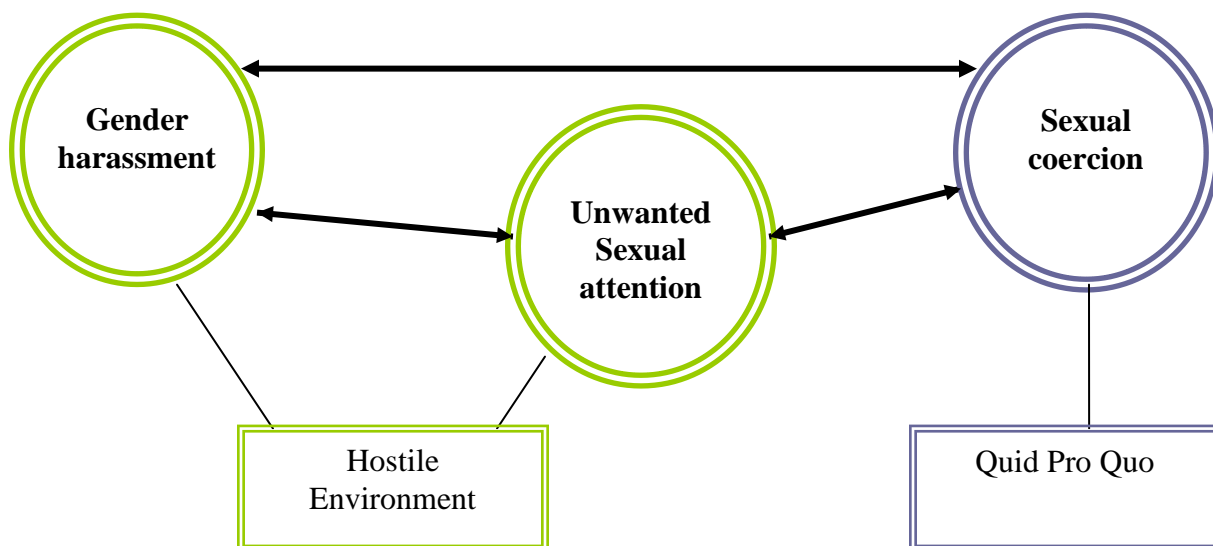 Gender
harassment
Unwanted
Sexual
attention
Sexual
coercion
Hostile
Environment
Quid Pro Quo